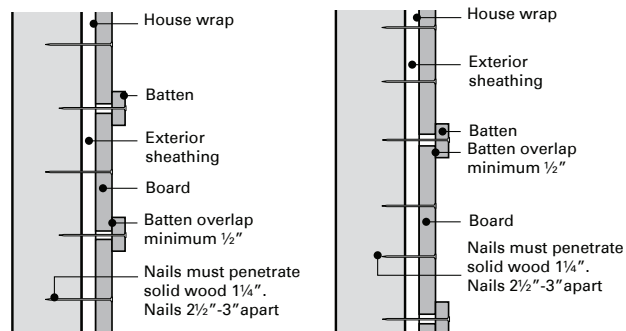 House wrap
Batten
Exterior
sheathing
Board
Batten overlap
minimum ½”
Nails must penetrate
solid wood 1¼”.
Nails 2½”-3”apart
House wrap
Exterior
sheathing
Batten
Batten overlap
minimum ½”
Board
Nails must penetrate
solid wood 1¼”.
Nails 2½”-3”apart